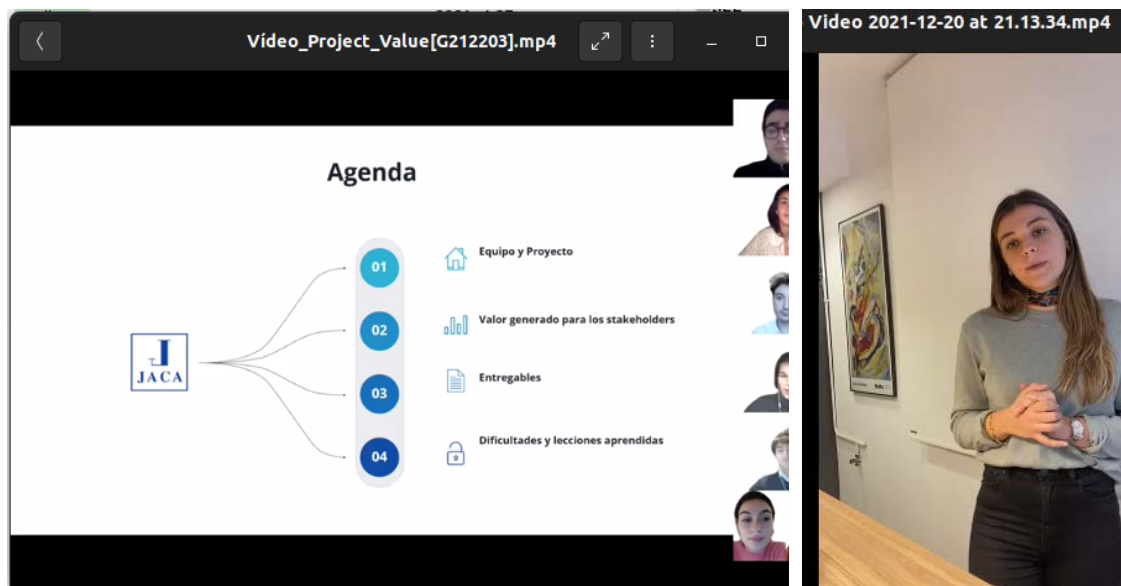 Vídeo_Project_Value[G212203].mp4
Video 2021-12-20 at 21.13.34.mp4
Agenda
01
Equipo y Proyecto
02
Valor generado para los stakeholders
J
JACA
03
Entregables
04
Dificultades y lecciones aprendidas